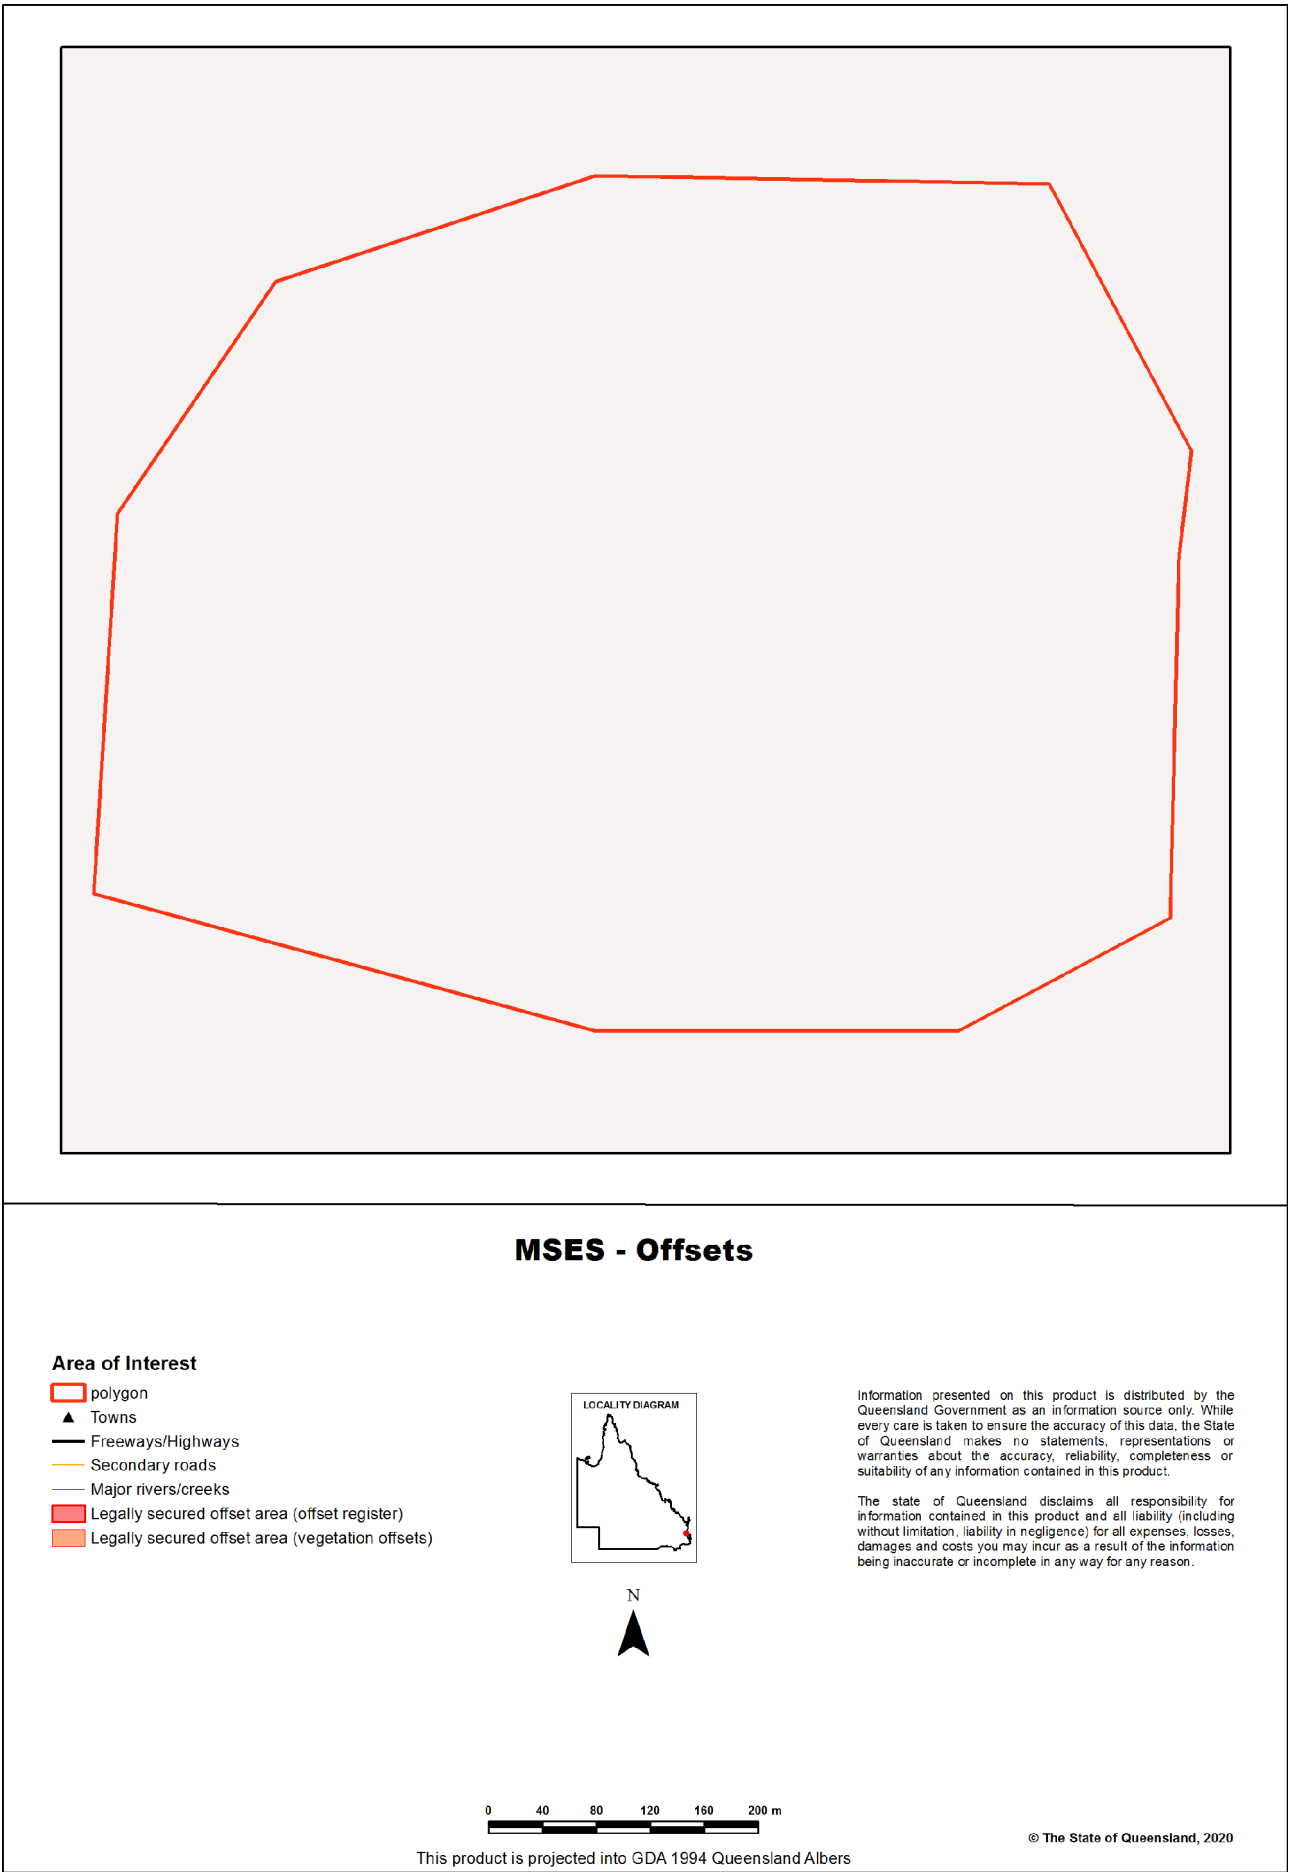 MSES - Offsets
Area of Interest
polygon
Towns
Freeways/Highways
Secondary roads
Major rivers/creeks
Legally secured offset area (offset register)
Legally secured offset area (vegetation offsets)
LOCALITY DIAGRAM
N
Information presented on this product is distributed by the
Queensland Government as an information source only. While
every care is taken to ensure the accuracy of this data, the State
of Queensland makes no statements, representations or
warranties about the accuracy, reliability, completeness or
suitability of any information contained in this product.
The state of Queensland disclaims all responsibility for
information contained in this product and all liability (including
without limitation, liability in negligence) for all expenses, losses,
damages and costs you may incur as a result of the information
being inaccurate or incomplete in any way for any reason.
0 40 80 120 160 200 m
This product is projected into GDA 1994 Queensland Albers
© The State of Queensland, 2020